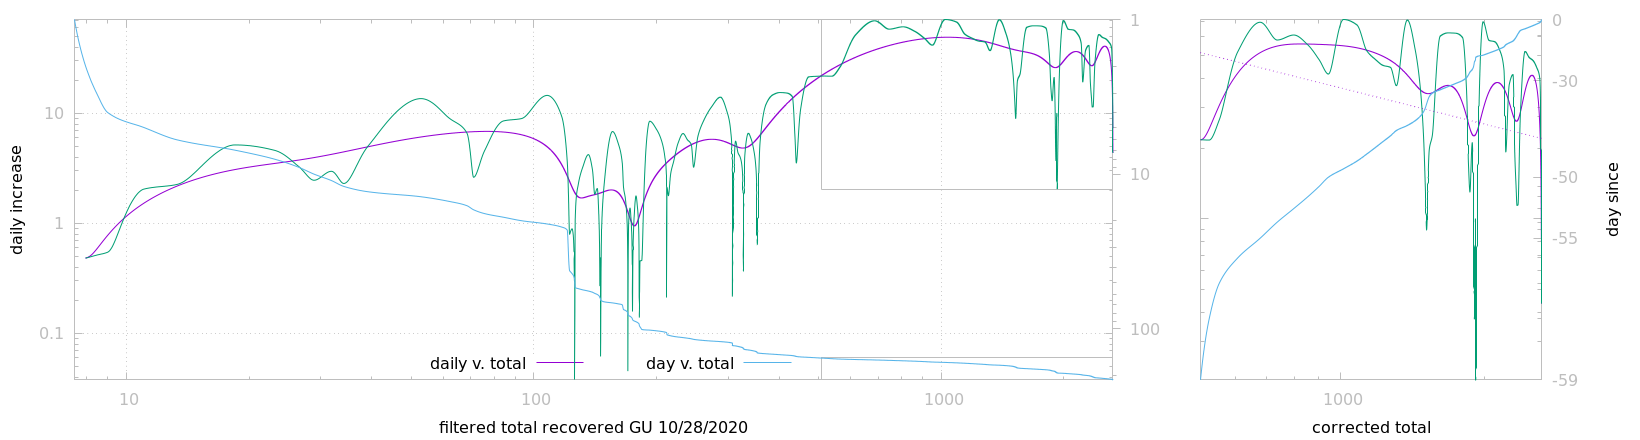 daily increase
10
1
0.1
10
100
1000
filtered total recovered GU 10/28/2020
daily v. total
day v. total
1
10
100
1000
corrected total
0
-30
-50
-55
-59
day since